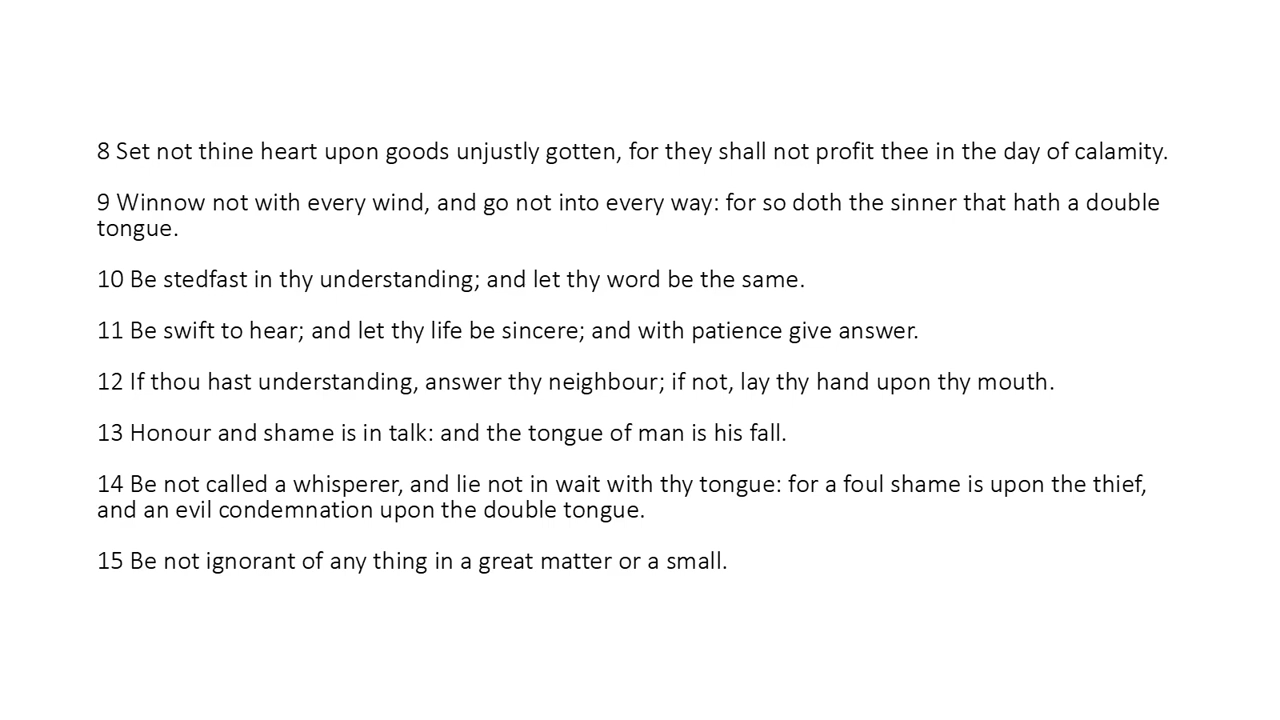 8 Set not thine heart upon goods unjustly gotten, for they shall not profit thee in the day of calamity.
9 Winnow not with every wind, and go not into every way: for so doth the sinner that hath a double
tongue.
10 Be stedfast in thy understanding; and let thy word be the same.
11 Be swift to hear; and let thy life be sincere; and with patience give answer.
12 If thou hast understanding, answer thy neighbour; if not, lay thy hand upon thy mouth.
13 Honour and shame is in talk: and the tongue of man is his fall.
14 Be not called a whisperer, and lie not in wait with thy tongue: for a foul shame is upon the thief,
and an evil condemnation upon the double tongue.
15 Be not ignorant of any thing in a great matter or a small.